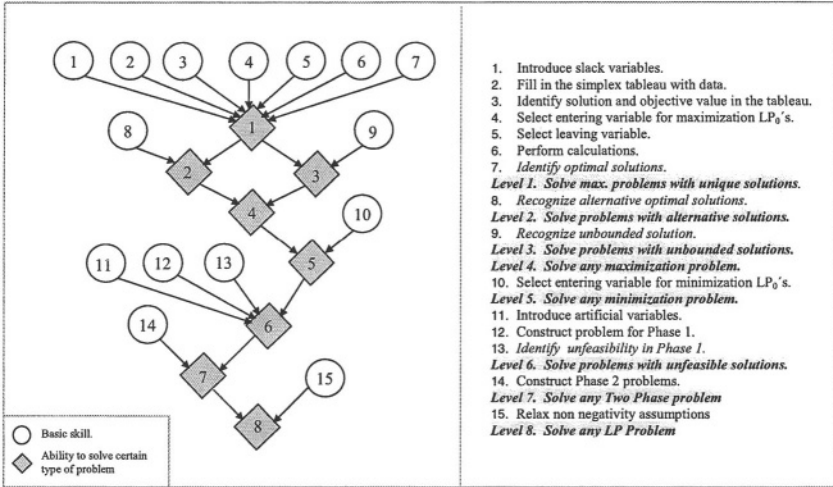 1
2
3
4
5
6
7
8
1
9
2
3
4
10
5
11
12
13
6
14
7
15
8
Basic skill.
Ability to solve certain
type of problem
1. Introduce slack variables.
2. Fill in the simplex tableau with data.
3. Identify solution and objective value in the tableau.
4. Select entering variable for maximization LP₀´s.
5. Select leaving variable.
6. Perform calculations.
7. Identify optimal solutions.
Level 1. Solve max. problems with unique solutions.
8. Recognize alternative optimal solutions.
Level 2. Solve problems with alternative solutions.
9. Recognize unbounded solution.
Level 3. Solve problems with unbounded solutions.
Level 4. Solve any maximization problem.
10. Select entering variable for minimization LP₀´s.
Level 5. Solve any minimization problem.
11. Introduce artificial variables.
12. Construct problem for Phase 1.
13. Identify unfeasibility in Phase 1.
Level 6. Solve problems with unfeasible solutions.
14. Construct Phase 2 problems.
Level 7. Solve any Two Phase problem
15. Relax non negativity assumptions
Level 8. Solve any LP Problem